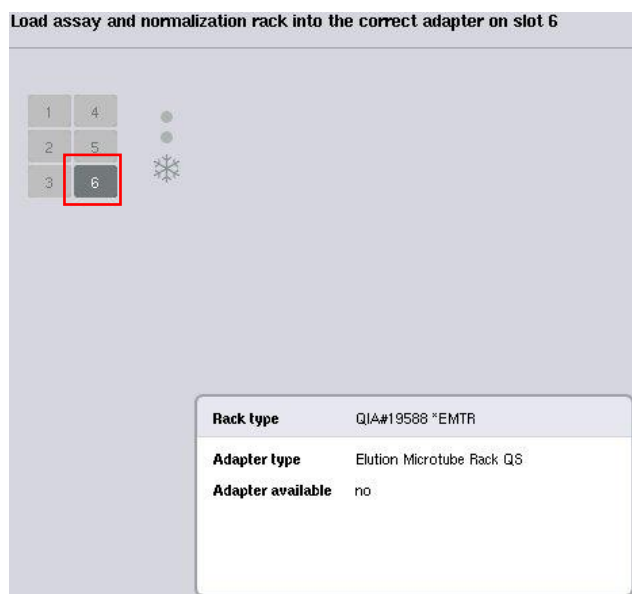 Load assay and normalization rack into the correct adapter on slot 6
1 4
2 5
3 6
Rack type QIA#19588 *EMTR
Adapter type Elution Microtube Rack QS
Adapter available no